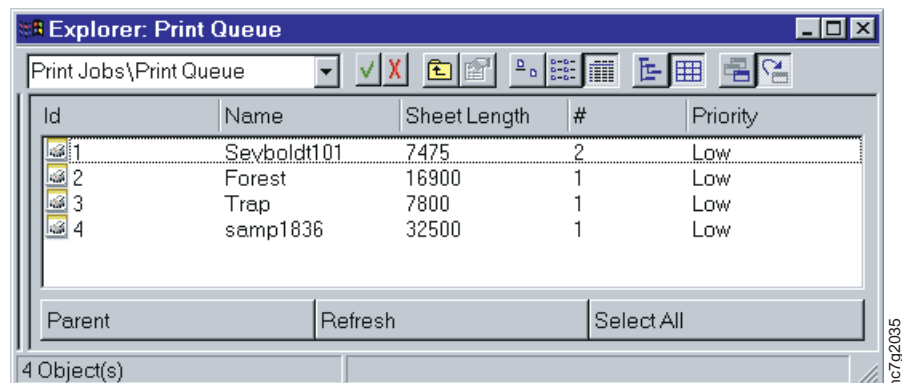 Explorer: Print Queue
Print Jobs\Print Queue
Id Name Sheet Length # Priority
1 Seyboldt101 7475 2 Low
2 Forest 16900 1 Low
3 Trap 7800 1 Low
4 samp1836 32500 1 Low
Parent Refresh Select All
4 Object(s)